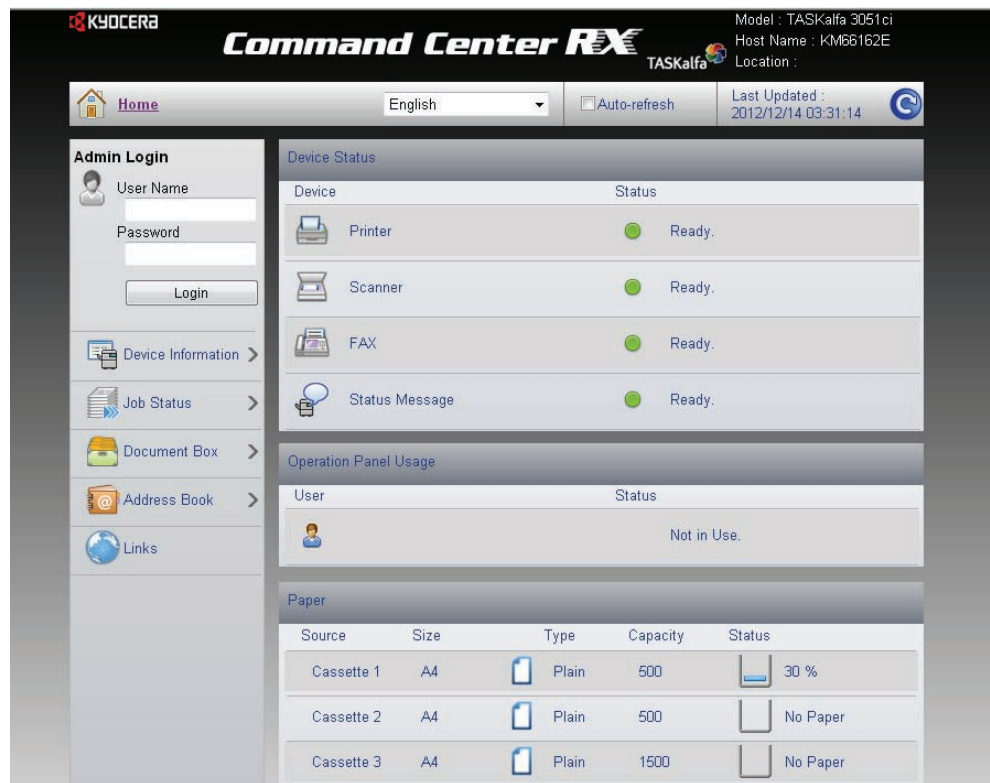 KYOCERA
Command Center RX
TASKalfa
Model : TASKalfa 3051ci
Host Name : KM66162E
Location :
Home
English
Auto-refresh
Last Updated :
2012/12/14 03:31:14
Admin Login
User Name
Password
Login
Device Information
Job Status
Document Box
Address Book
Links
Device Status
Device Status
Printer Ready.
Scanner Ready.
FAX Ready.
Status Message Ready.
Operation Panel Usage
User Status
Not in Use.
Paper
Source Size Type Capacity Status
Cassette 1 A4 Plain 500 30 %
Cassette 2 A4 Plain 500 No Paper
Cassette 3 A4 Plain 1500 No Paper